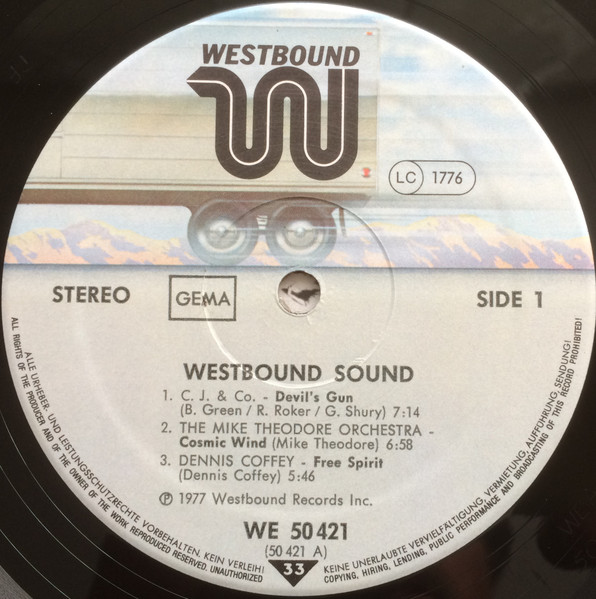 WESTBOUND
LC 1776
STEREO GEMA SIDE 1
WESTBOUND SOUND
1. C. J. & Co. - Devil's Gun
(B. Green / R. Roker / G. Shury) 7:14
2. THE MIKE THEODORE ORCHESTRA -
Cosmic Wind (Mike Theodore) 6:58
3. DENNIS COFFEY - Free Spirit
(Dennis Coffey) 5:46
Ⓟ 1977 Westbound Records Inc.
WE 50 421
(50 421 A)
33
ALLE URHEBER- UND LEISTUNGSSCHUTZRECHTE VORBEHALTEN. KEIN VERLEIH! KEINE UNERLAUBTE VERVIELFÄLTIGUNG, VERMIETUNG, AUFFÜHRUNG, SENDUNG!
ALL RIGHTS OF THE PRODUCER AND OF THE OWNER OF THE WORK REPRODUCED RESERVED. UNAUTHORIZED COPYING, HIRING, LENDING, PUBLIC PERFORMANCE AND BROADCASTING OF THIS RECORD PROHIBITED!